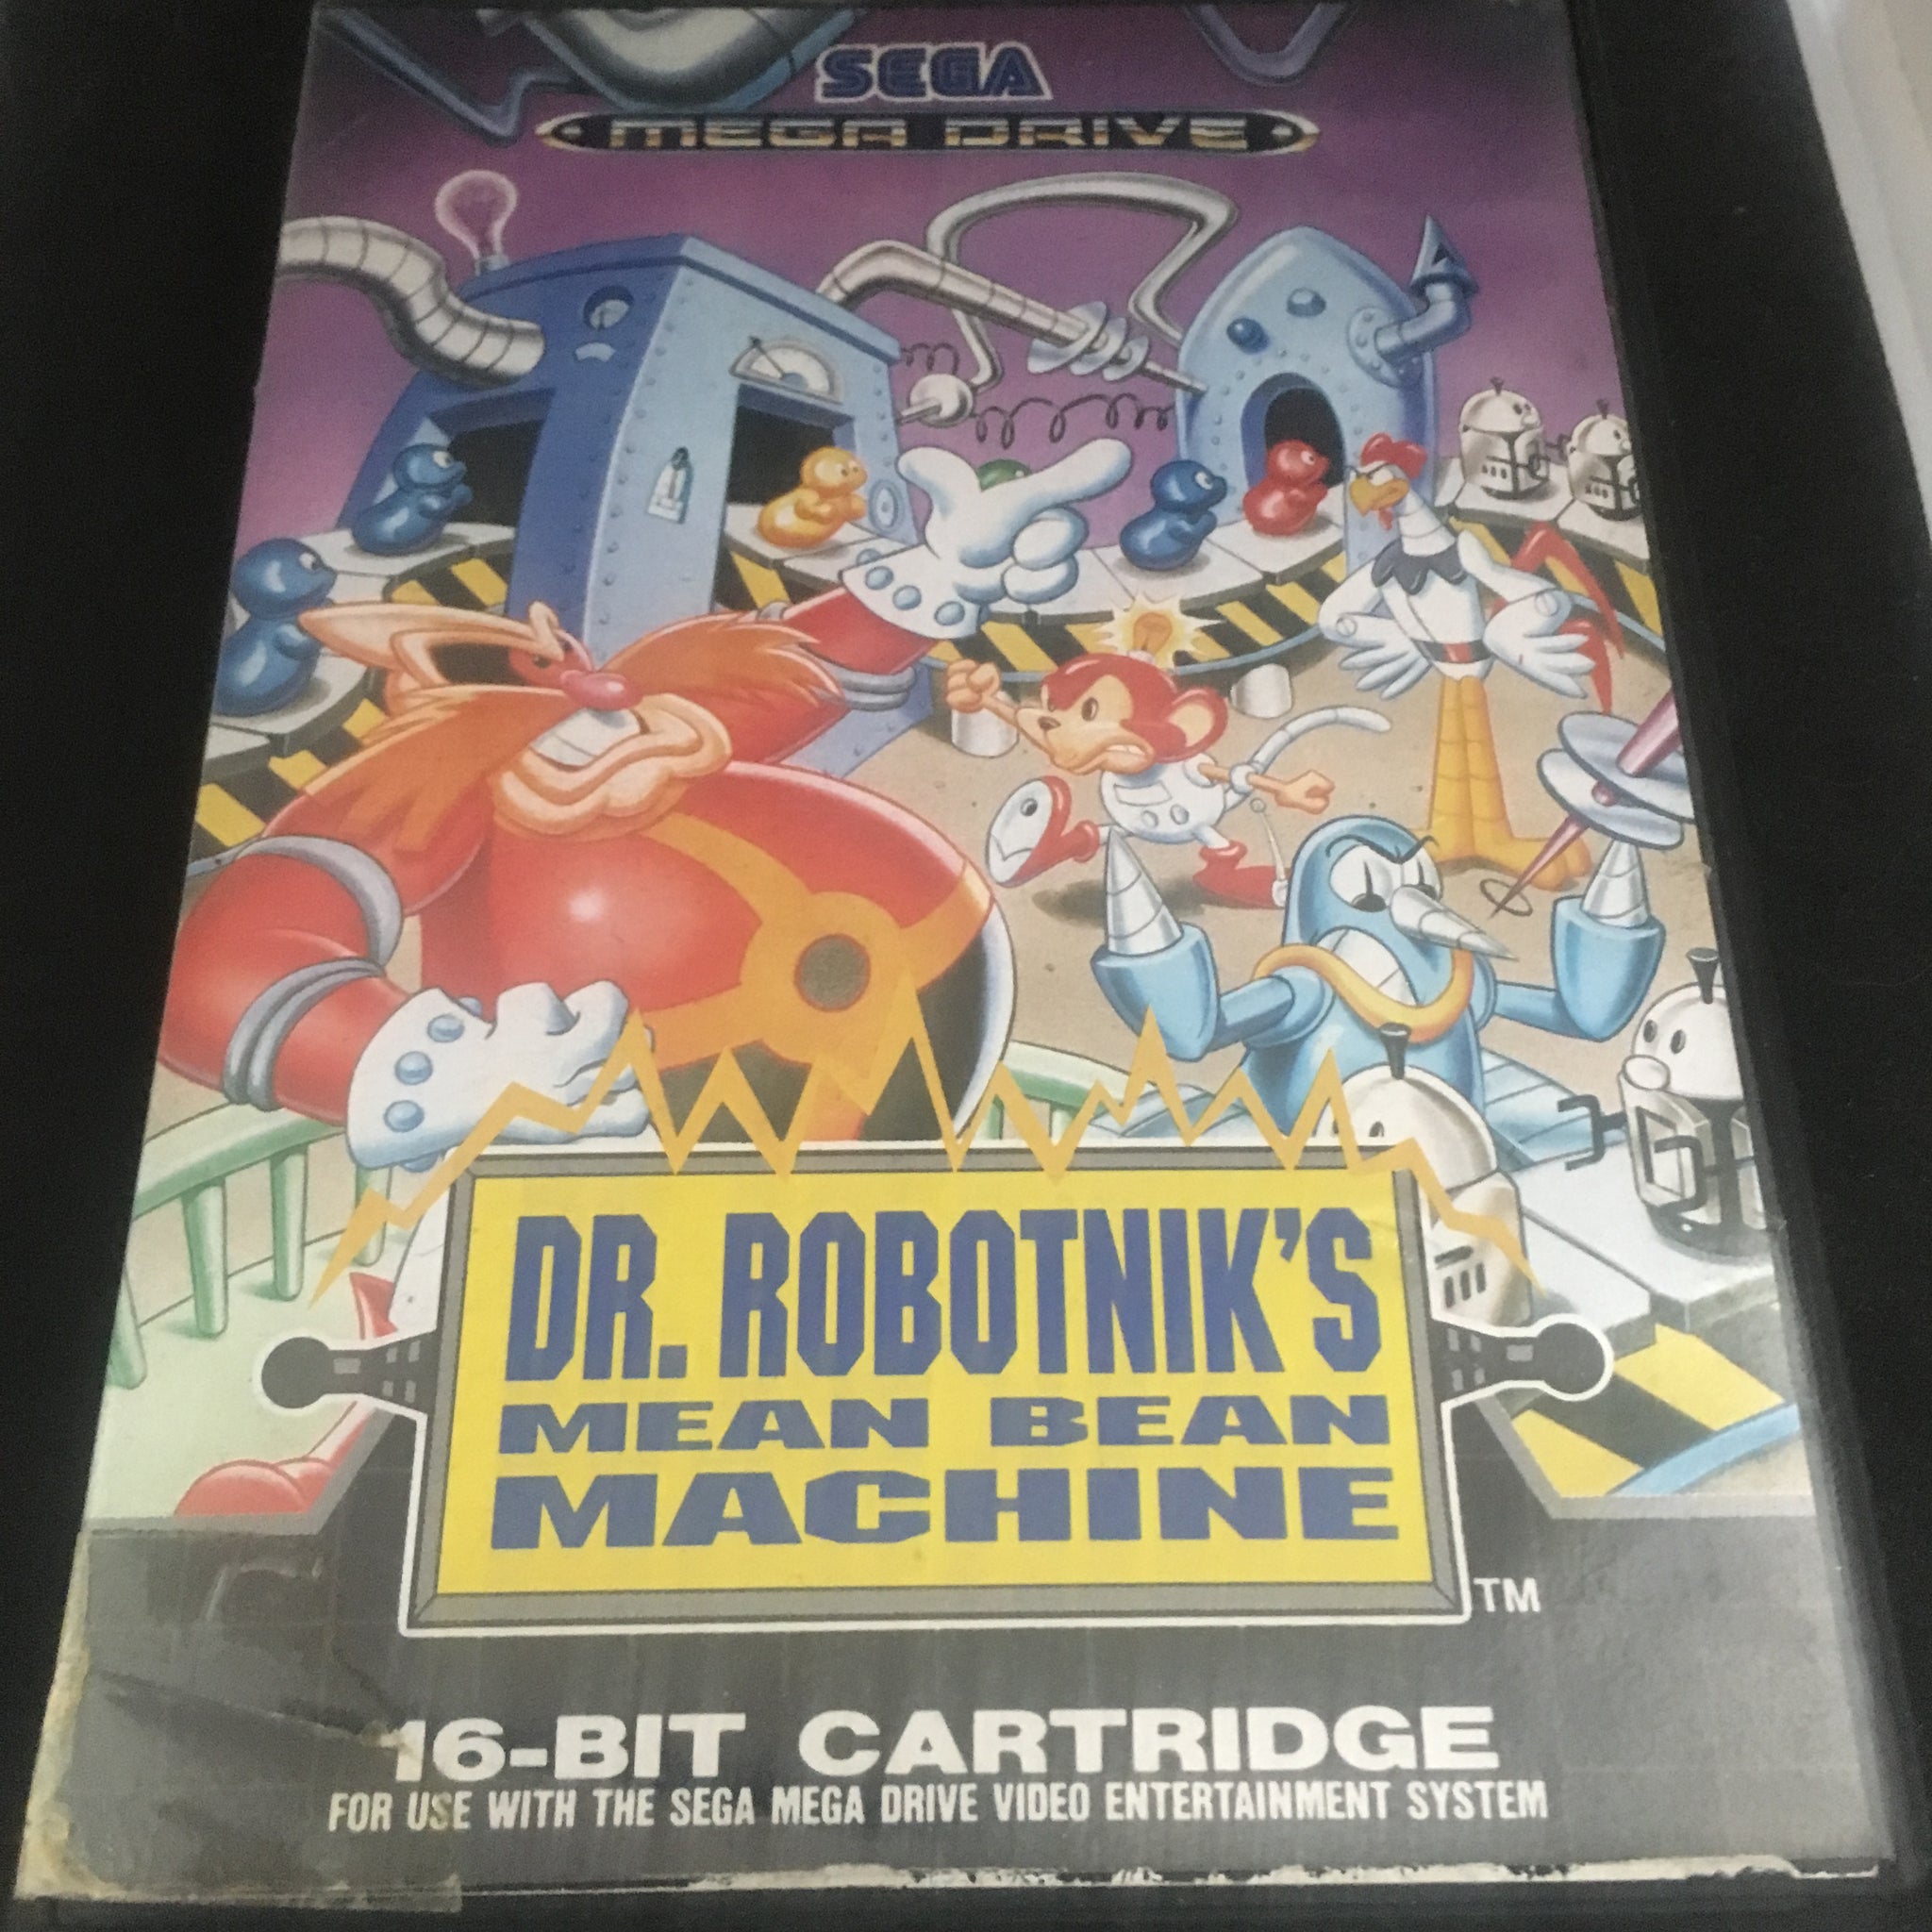 SEGA
MEGA DRIVE
DR. ROBOTNIK'S
MEAN BEAN
MACHINE
TM
16-BIT CARTRIDGE
FOR USE WITH THE SEGA MEGA DRIVE VIDEO ENTERTAINMENT SYSTEM